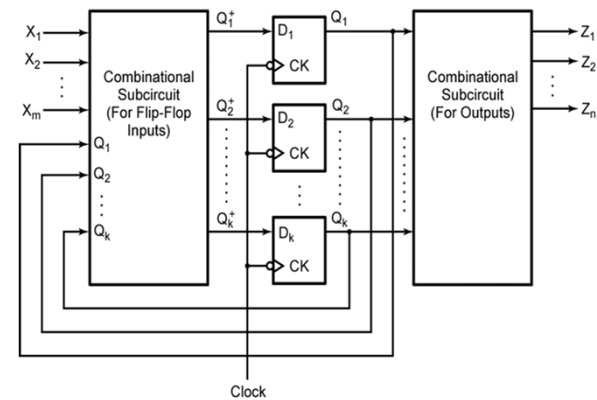 X1
X2
Xm
Q1
Q2
Qk
Combinational
Subcircuit
(For Flip-Flop
Inputs)
Q1+
Q2+
Qk+
D1
CK
D2
CK
Dk
CK
Q1
Q2
Qk
Combinational
Subcircuit
(For Outputs)
Z1
Z2
Zn
Clock